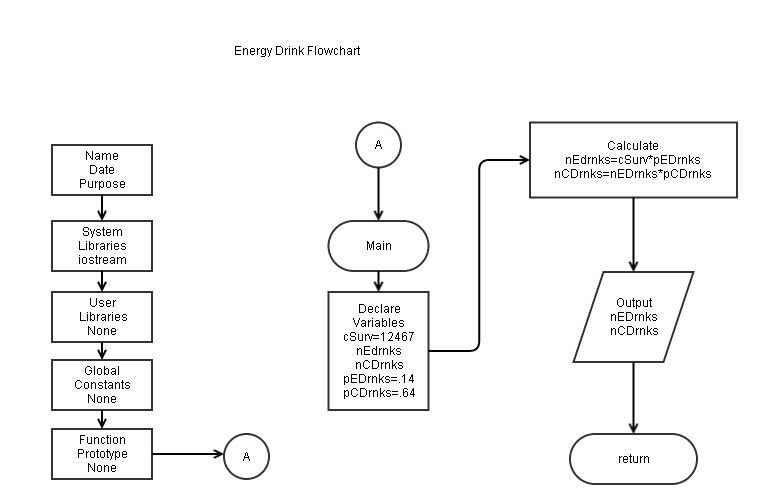 Energy Drink Flowchart
Name
Date
Purpose
System
Libraries
iostream
User
Libraries
None
Global
Constants
None
Function
Prototype
None
A
A
Main
Declare
Variables
cSurv=12467
nEdrnks
nCDrnks
pEDrnks=.14
pCDrnks=.64
Calculate
nEdrnks=cSurv*pEDrnks
nCDrnks=nEDrnks*pCDrnks
Output
nEDrnks
nCDrnks
return